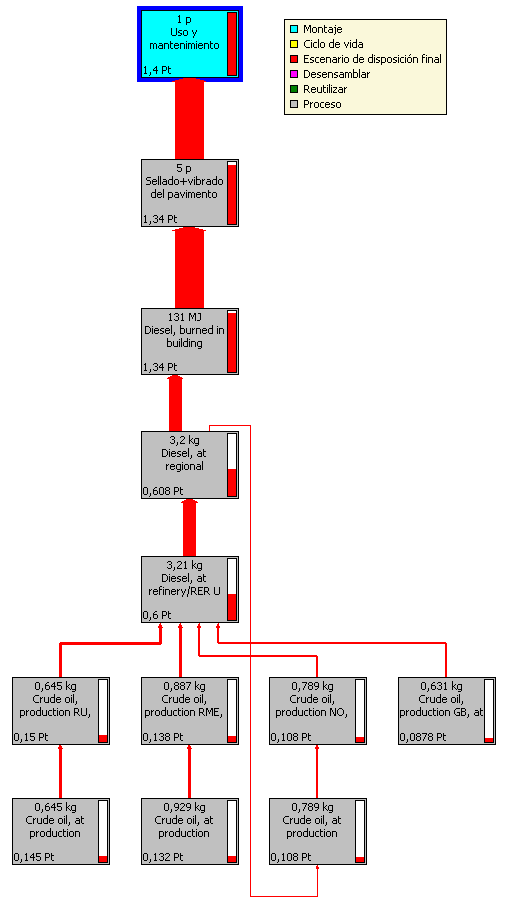 1 p
Uso y
mantenimiento
1,4 Pt
Montaje
Ciclo de vida
Escenario de disposición final
Desensamblar
Reutilizar
Proceso
5 p
Sellado+vibrado
del pavimento
1,34 Pt
131 MJ
Diesel, burned in
building
1,34 Pt
3,2 kg
Diesel, at
regional
0,608 Pt
3,21 kg
Diesel, at
refinery/RER U
0,6 Pt
0,645 kg
Crude oil,
production RU,
0,15 Pt
0,887 kg
Crude oil,
production RME,
0,138 Pt
0,789 kg
Crude oil,
production NO,
0,108 Pt
0,631 kg
Crude oil,
production GB, at
0,0878 Pt
0,645 kg
Crude oil, at
production
0,145 Pt
0,929 kg
Crude oil, at
production
0,132 Pt
0,789 kg
Crude oil, at
production
0,108 Pt